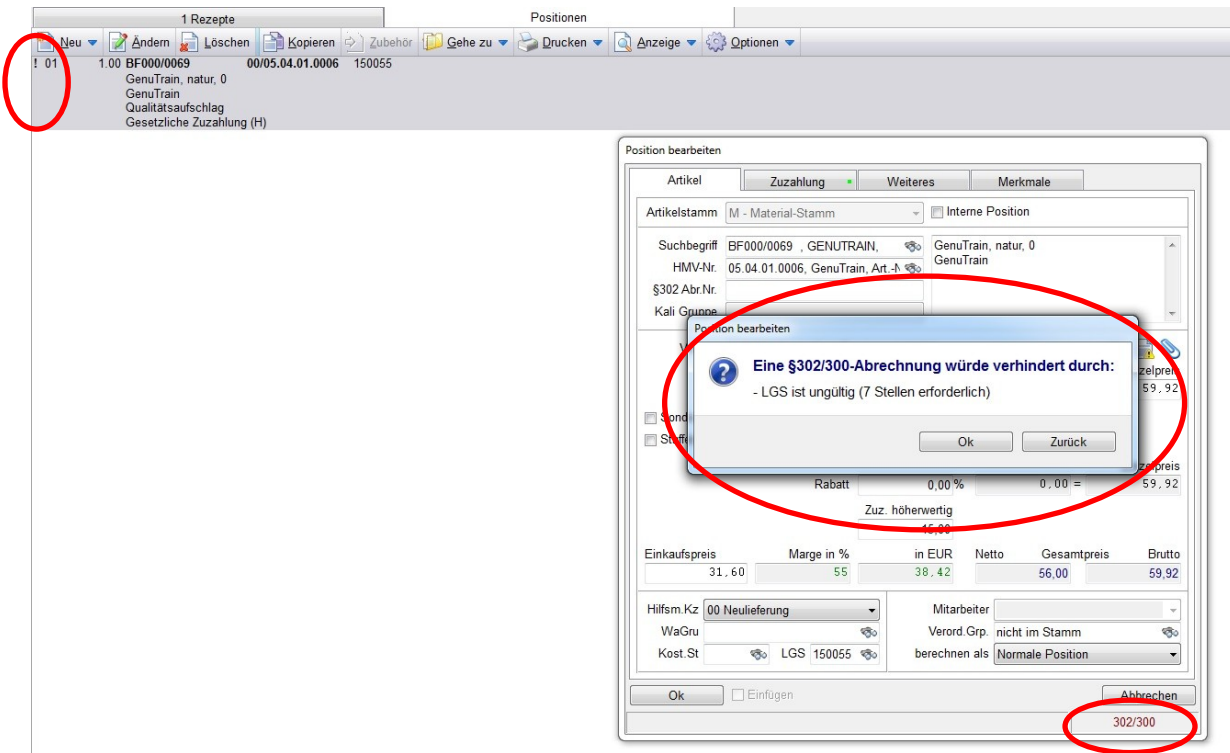 1 Rezepte Positionen
Neu Ändern Löschen Kopieren Zubehör Gehe zu Drucken Anzeige Optionen
! 01 1.00 BF000/0069 00/05.04.01.0006 150055
GenuTrain, natur, 0
GenuTrain
Qualitätsaufschlag
Gesetzliche Zuzahlung (H)
Position bearbeiten
Artikel Zuzahlung Weiteres Merkmale
Artikelstamm M - Material-Stamm Interne Position
Suchbegriff BF000/0069 , GENUTRAIN, GenuTrain, natur, 0
HMV-Nr. 05.04.01.0006, GenuTrain, Art.-N GenuTrain
§302 Abr.Nr.
Kali Gruppe
Position bearbeiten
Eine §302/300-Abrechnung würde verhindert durch:
- LGS ist ungültig (7 Stellen erforderlich)
Ok Zurück
zelpreis
59,92
Sond
Staffe
zelpreis
Rabatt 0,00 % 0,00 = 59,92
Zuz. höherwertig
15,00
Einkaufspreis Marge in % in EUR Netto Gesamtpreis Brutto
31,60 55 38,42 56,00 59,92
Hilfsm.Kz 00 Neulieferung Mitarbeiter
WaGru Verord.Grp. nicht im Stamm
Kost.St LGS 150055 berechnen als Normale Position
Ok Einfügen Abbrechen
302/300